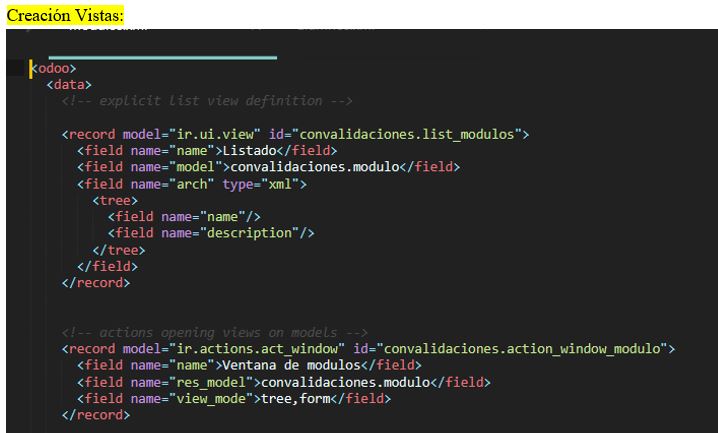 Creación Vistas:
<odoo>
<data>
<!-- explicit list view definition -->
<record model="ir.ui.view" id="convalidaciones.list_modulos">
<field name="name">Listado</field>
<field name="model">convalidaciones.modulo</field>
<field name="arch" type="xml">
<tree>
<field name="name"/>
<field name="description"/>
</tree>
</field>
</record>
<!-- actions opening views on models -->
<record model="ir.actions.act_window" id="convalidaciones.action_window_modulo">
<field name="name">Ventana de modulos</field>
<field name="res_model">convalidaciones.modulo</field>
<field name="view_mode">tree,form</field>
</record>